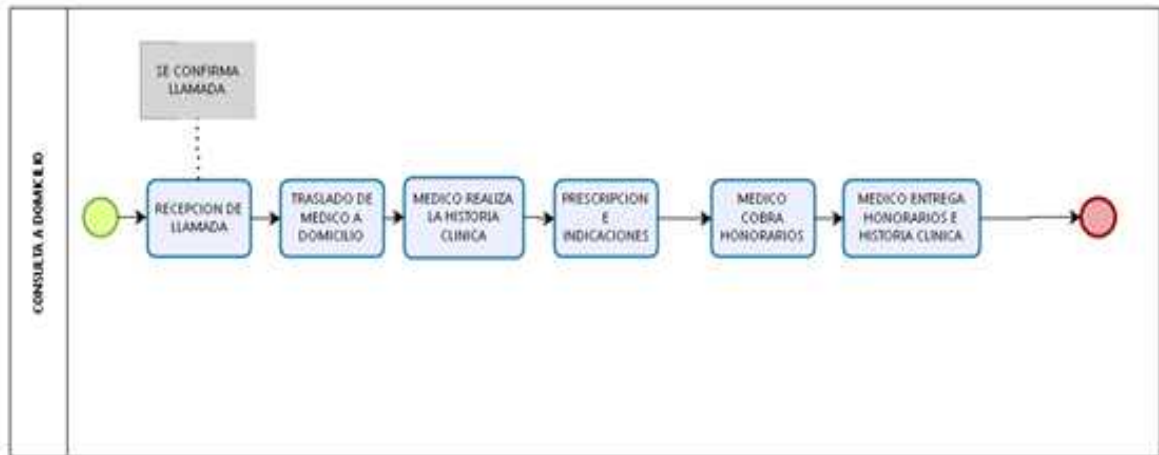 CONSULTA A DOMICILIO
SE CONFIRMA
LLAMADA
RECEPCION DE
LLAMADA
TRASLADO DE
MEDICO A
DOMICILIO
MEDICO REALIZA
LA HISTORIA
CLINICA
PRESCRIPCION
E
INDICACIONES
MEDICO
COBRA
HONORARIOS
MEDICO ENTREGA
HONORARIOS E
HISTORIA CLINICA